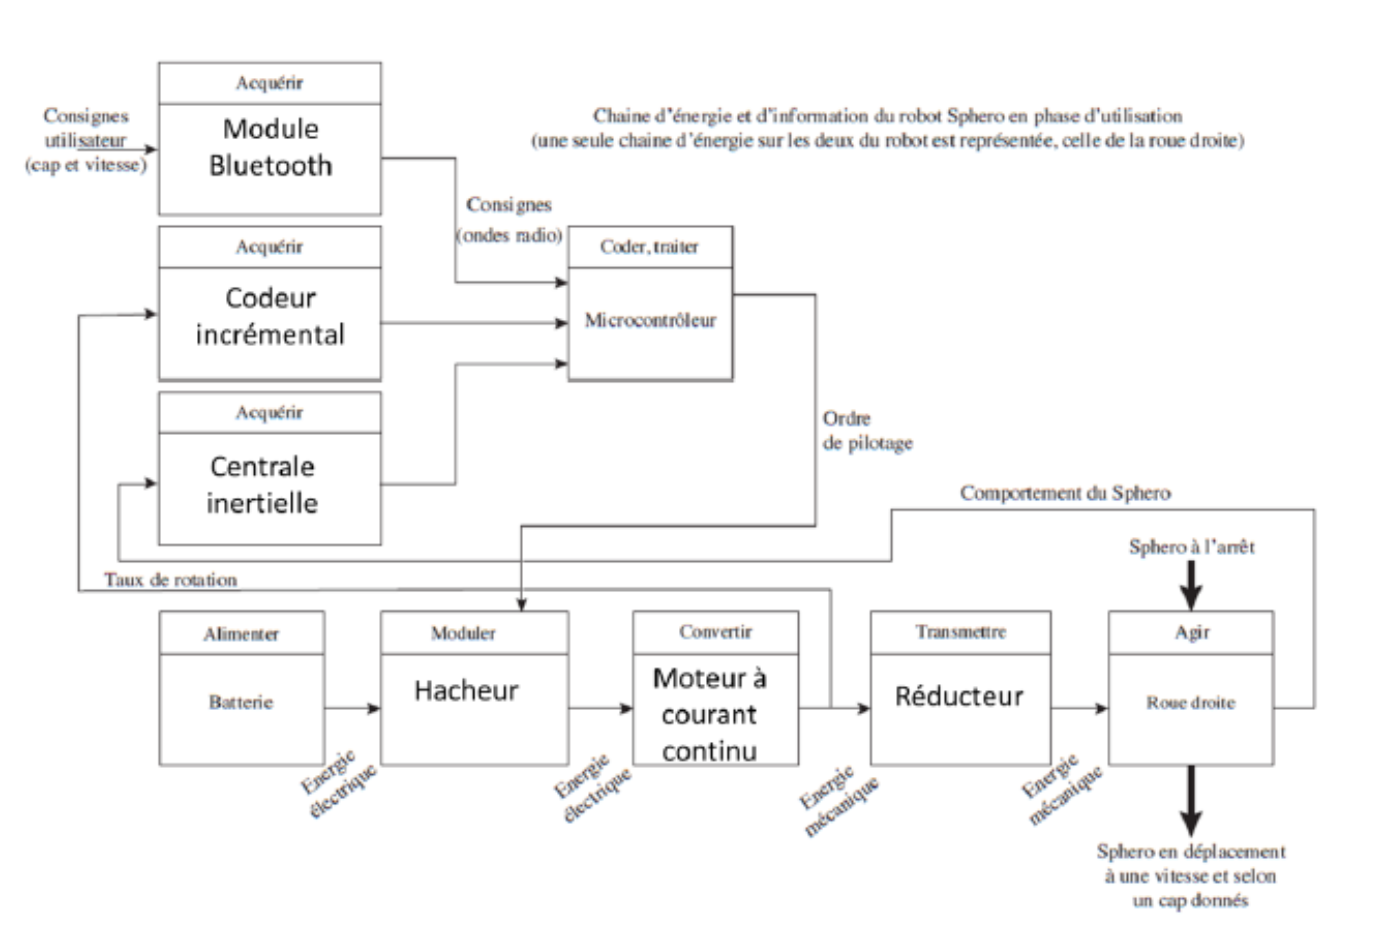 Acquérir
Module
Bluetooth
Consignes
utilisateur
(cap et vitesse)
Chaine d'énergie et d'information du robot Sphero en phase d'utilisation
(une seule chaine d'énergie sur les deux du robot est représentée, celle de la roue droite)
Consignes
(ondes radio)
Acquérir
Codeur
incrémental
Coder, traiter
Microcontrôleur
Acquérir
Centrale
inertielle
Ordre
de pilotage
Comportement du Sphero
Sphero à l'arrêt
Taux de rotation
Alimenter
Batterie
Energie
électrique
Moduler
Hacheur
Energie
électrique
Convertir
Moteur à
courant
continu
Energie
mécanique
Transmettre
Réducteur
Energie
mécanique
Agir
Roue droite
Sphero en déplacement
à une vitesse et selon
un cap donnés